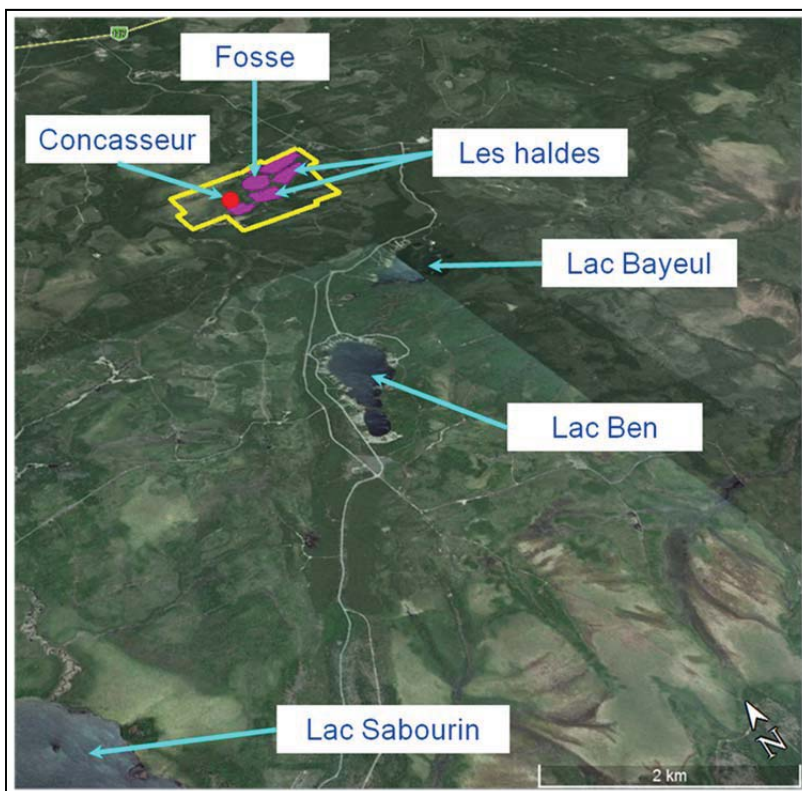 Fosse
Concasseur
Les haldes
Lac Bayeul
Lac Ben
Lac Sabourin
N
2 km